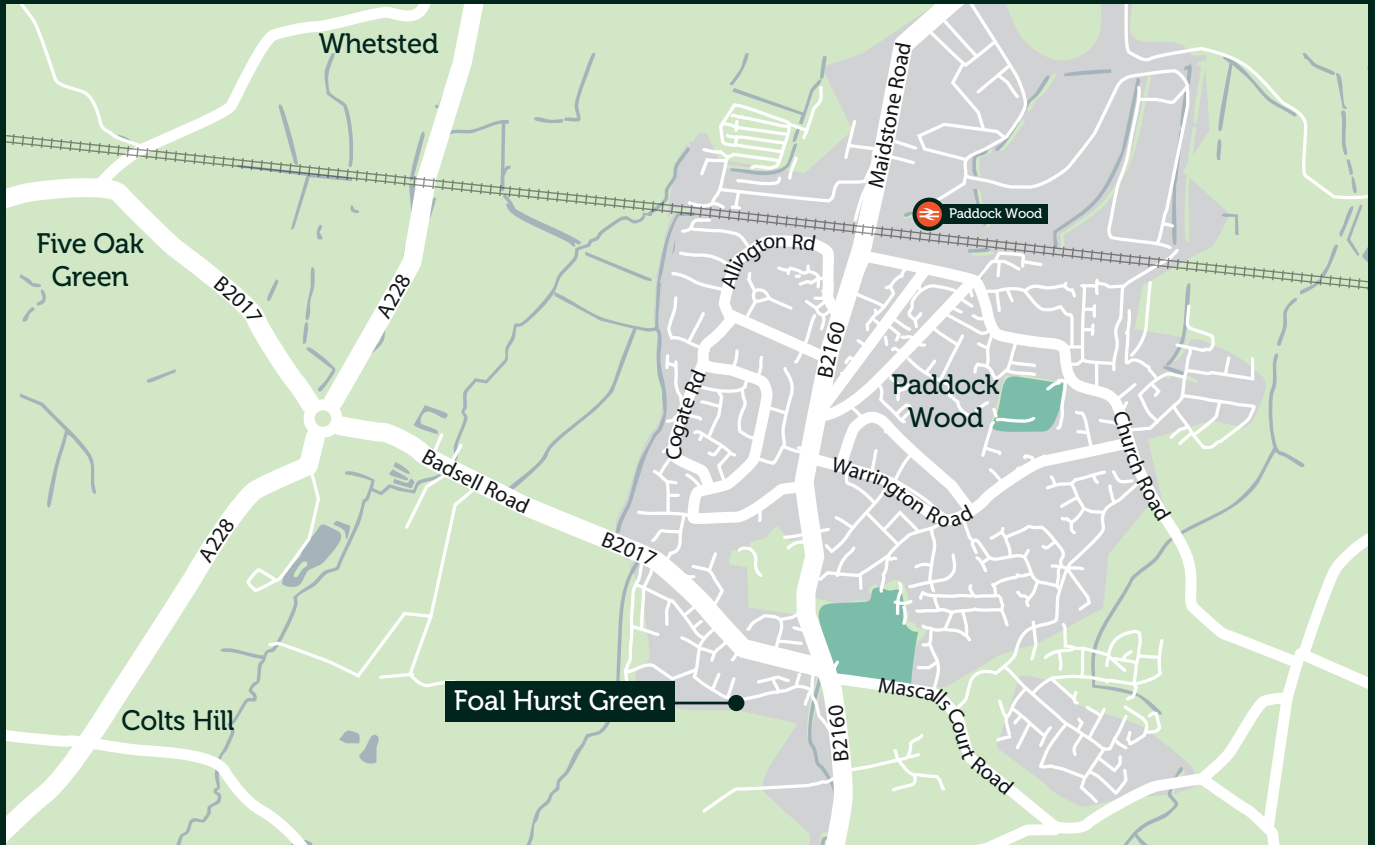 Whetsted
Maidstone Road
Paddock Wood
Five Oak
Green
Allington Rd
B2017
A228
B2160
Cogate Rd
Paddock
Wood
Church Road
Badsell Road
Warrington Road
A228
B2017
Foal Hurst Green
Mascalls Court Road
Colts Hill
B2160